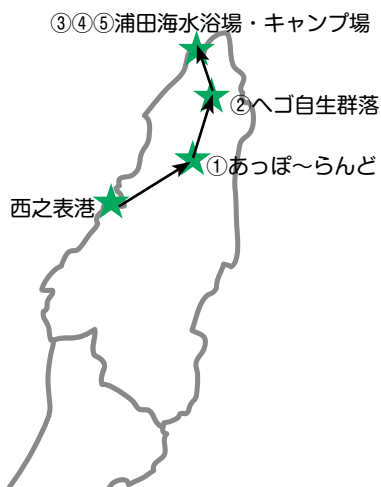 ③④⑤浦田海水浴場・キャンプ場
②ヘゴ自生群落
①あっぽ～らんど
西之表港